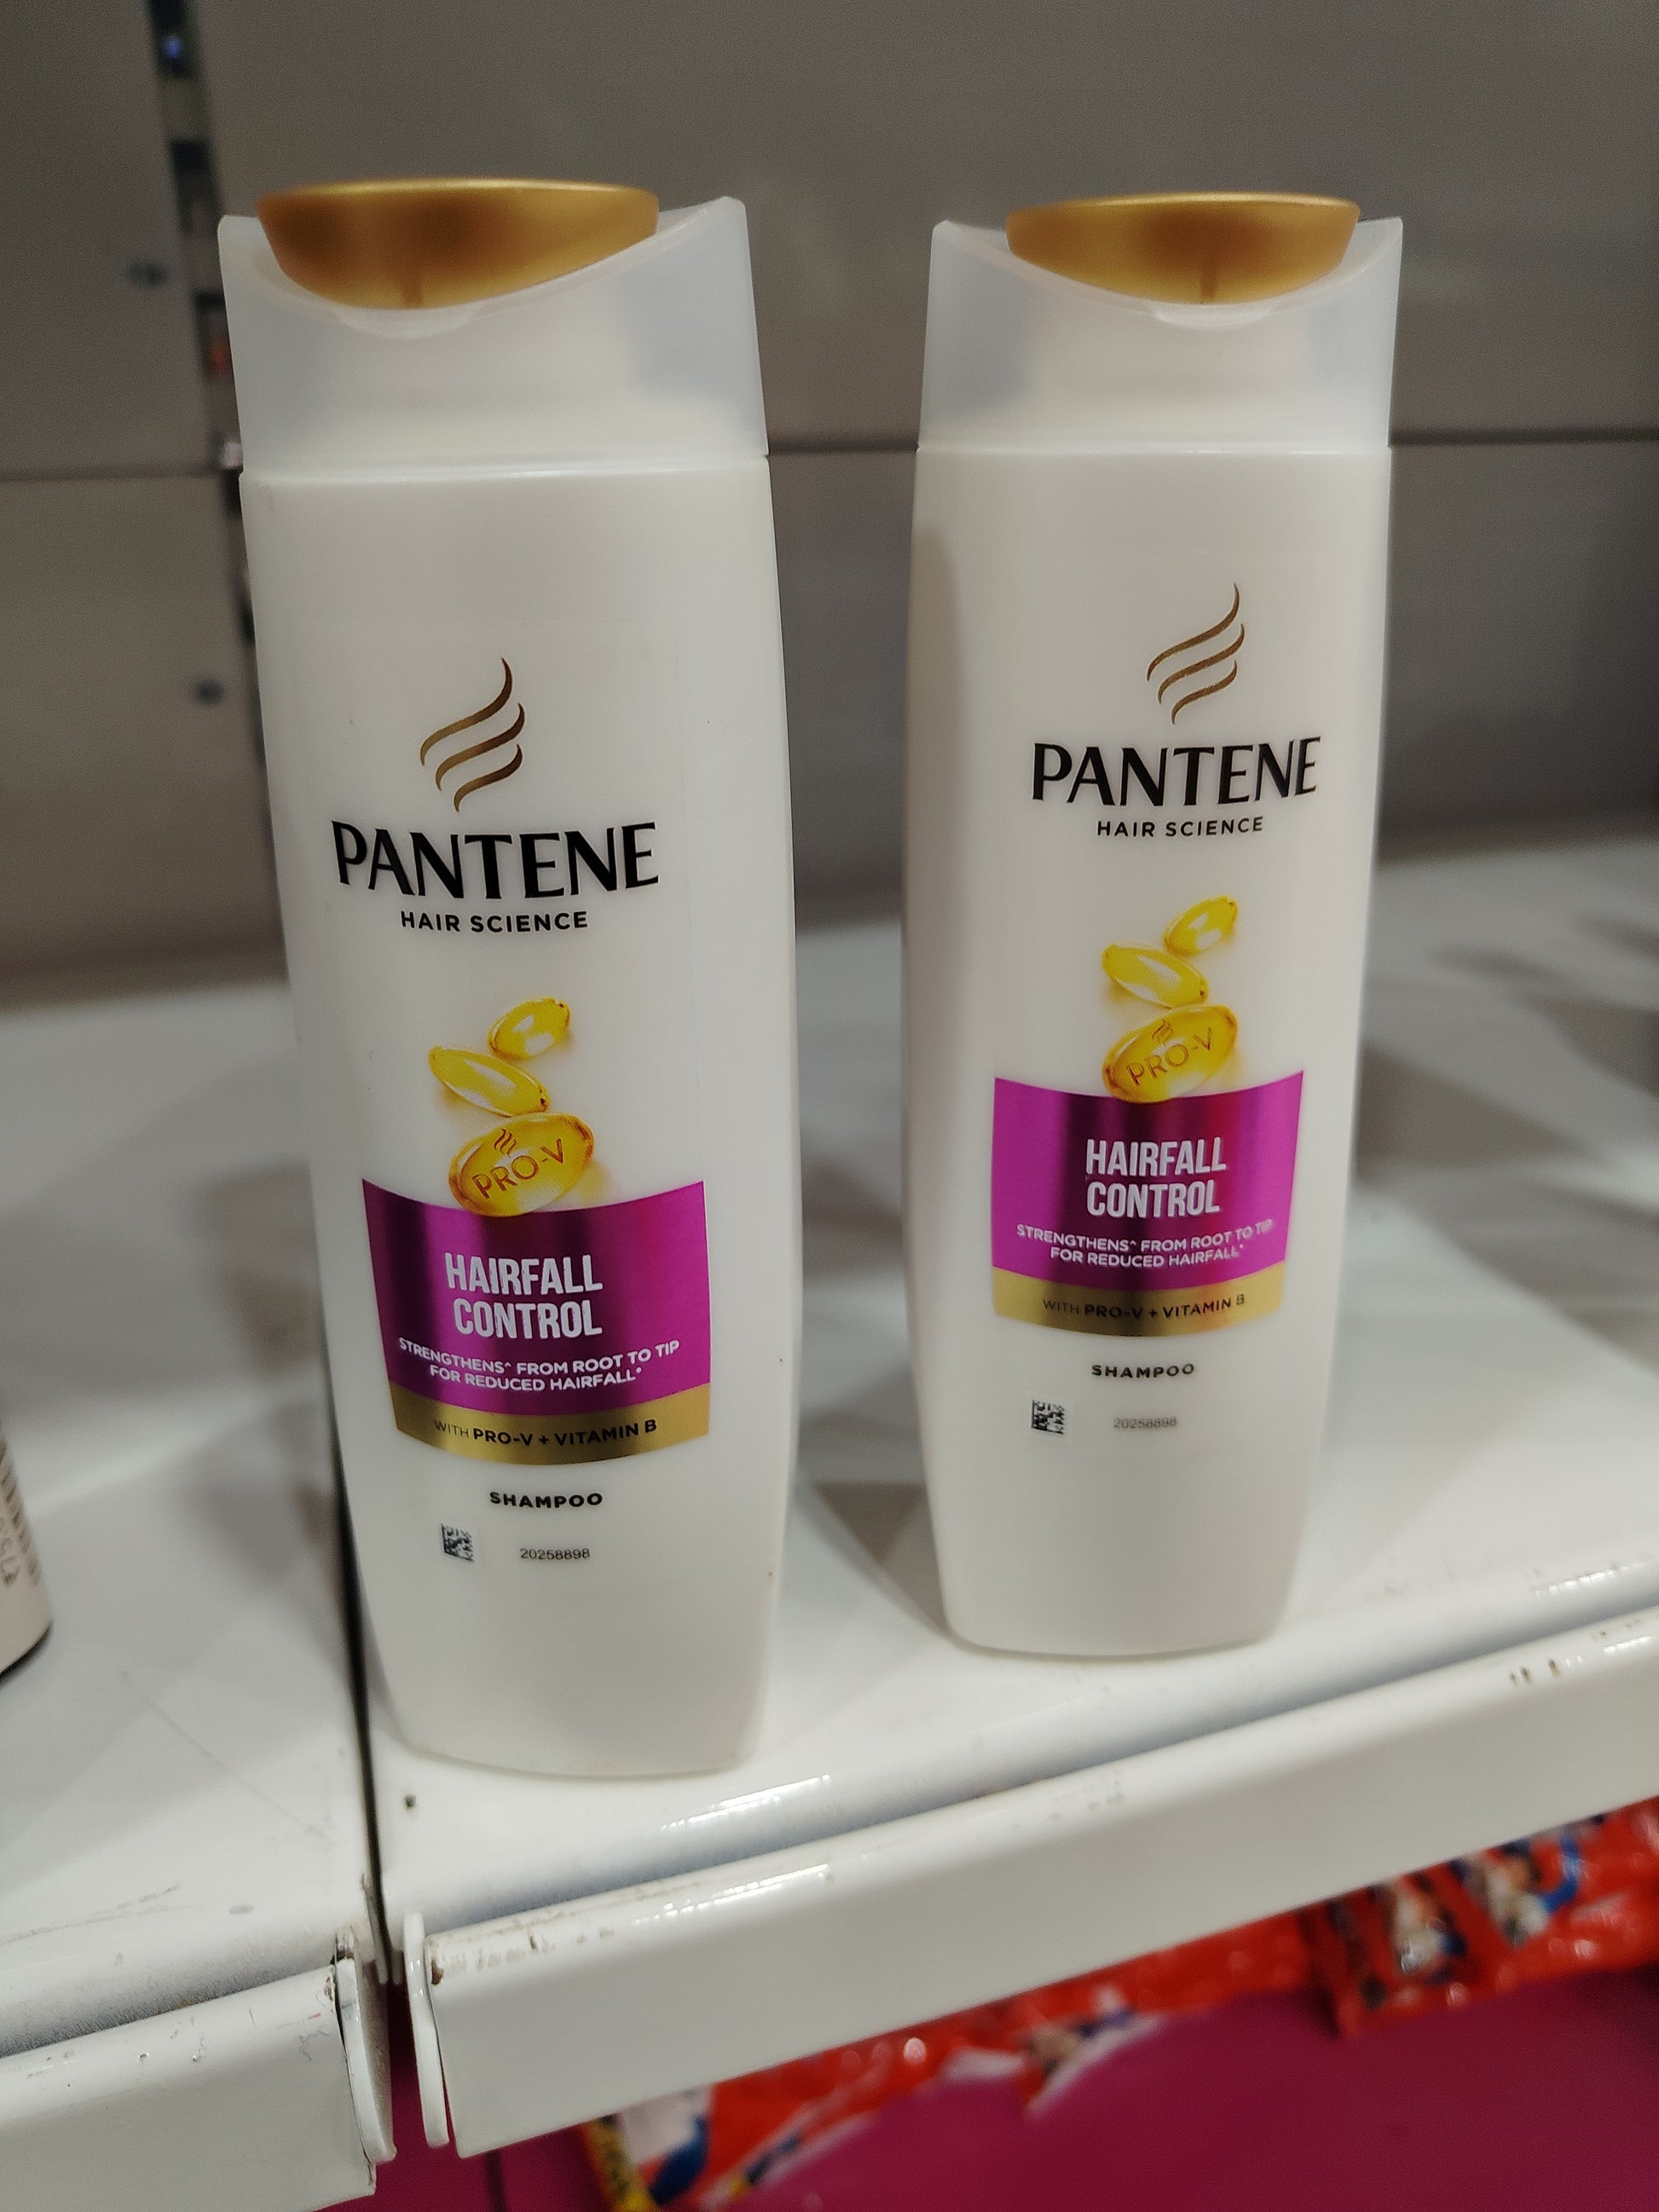 PANTENE
HAIR SCIENCE
PRO-V
HAIRFALL
CONTROL
STRENGTHENS^ FROM ROOT TO TIP
FOR REDUCED HAIRFALL*
WITH PRO-V + VITAMIN B
SHAMPOO
20258898
PANTENE
HAIR SCIENCE
PRO-V
HAIRFALL
CONTROL
STRENGTHENS^ FROM ROOT TO TIP
FOR REDUCED HAIRFALL*
WITH PRO-V + VITAMIN B
SHAMPOO
20258898